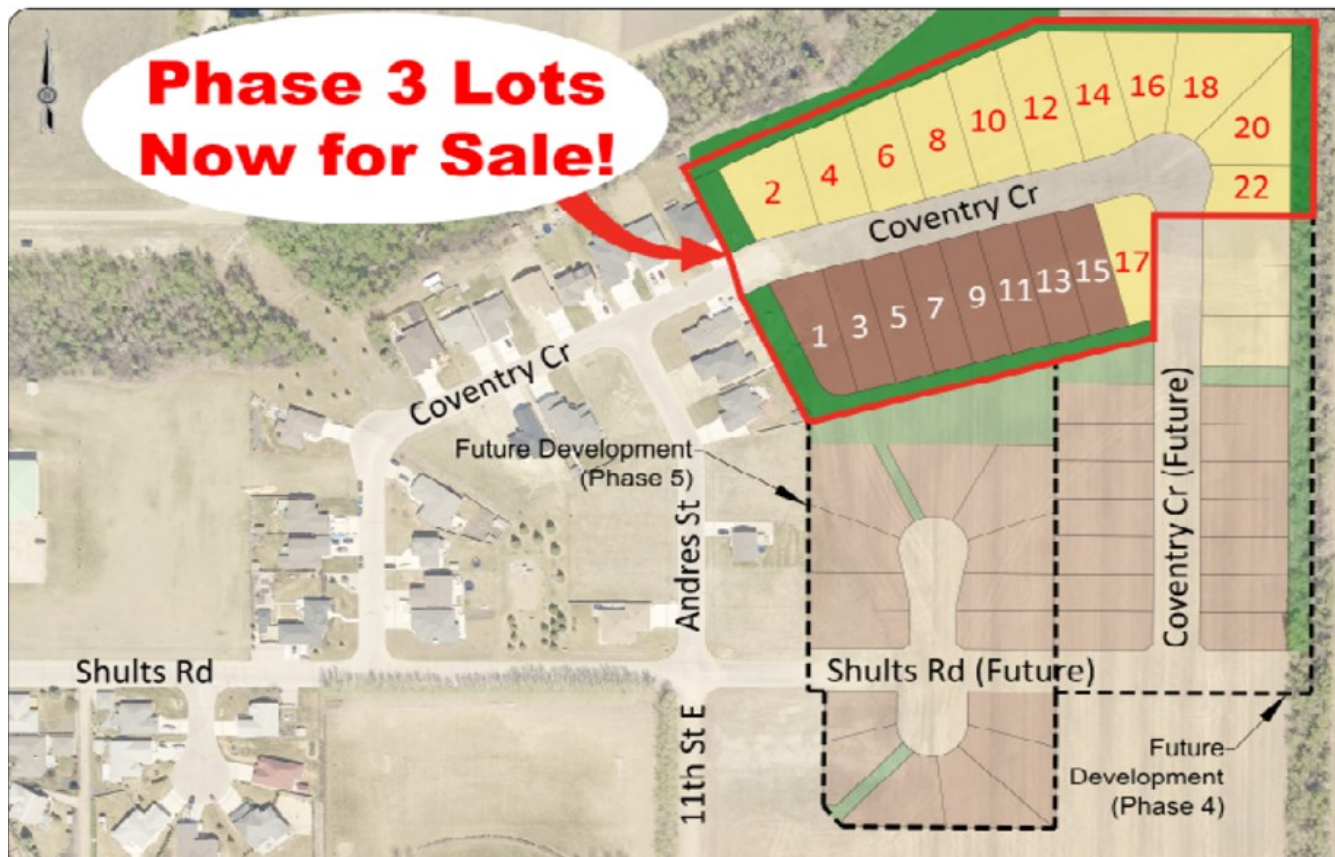 Phase 3 Lots
Now for Sale!
2
4
6
8
10
12
14
16
18
20
22
Coventry Cr
1
3
5
7
9
11
13
15
17
Coventry Cr
Future Development
(Phase 5)
Andres St
Coventry Cr (Future)
Shults Rd
Shults Rd (Future)
11th St E
Future
Development
(Phase 4)